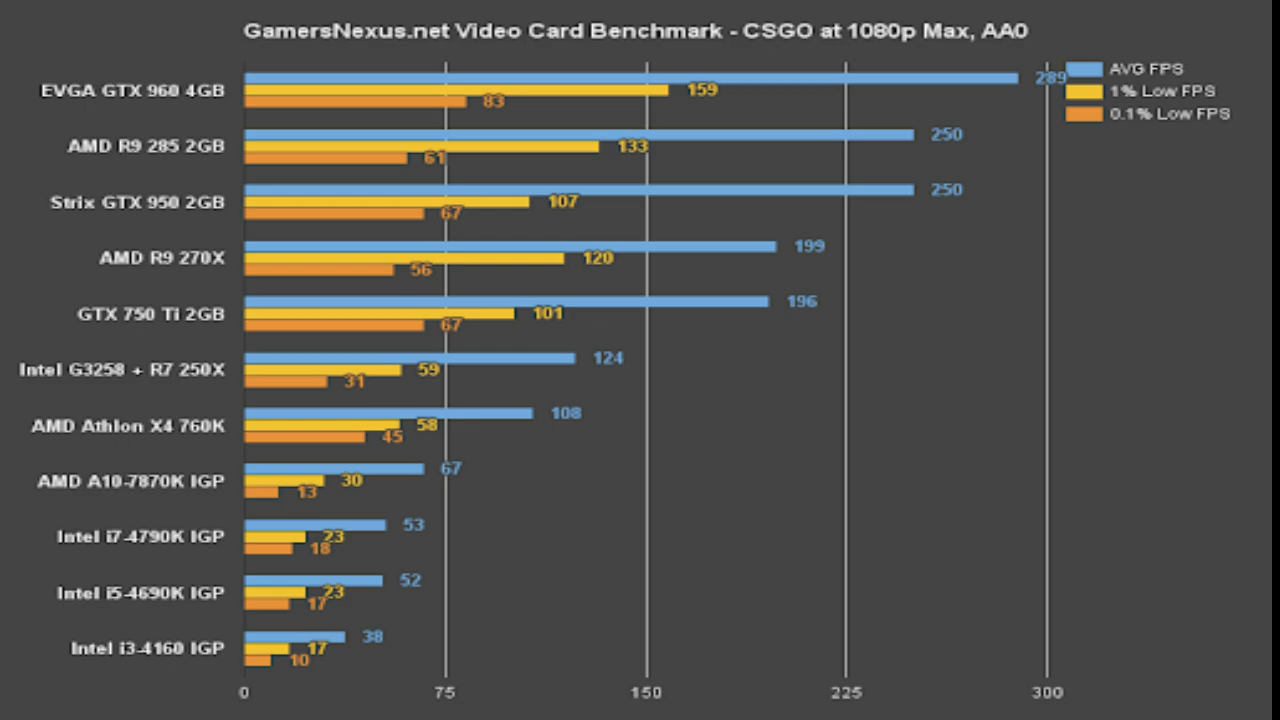 GamersNexus.net Video Card Benchmark - CSGO at 1080p Max, AA0
AVG FPS
1% Low FPS
0.1% Low FPS
EVGA GTX 960 4GB
289
159
83
AMD R9 285 2GB
250
133
61
Strix GTX 950 2GB
250
107
67
AMD R9 270X
199
120
56
GTX 750 Ti 2GB
196
101
67
Intel G3258 + R7 250X
124
59
31
AMD Athlon X4 760K
108
58
45
AMD A10-7870K IGP
67
30
13
Intel i7-4790K IGP
53
23
18
Intel i5-4690K IGP
52
23
17
Intel i3-4160 IGP
38
17
10
0 75 150 225 300